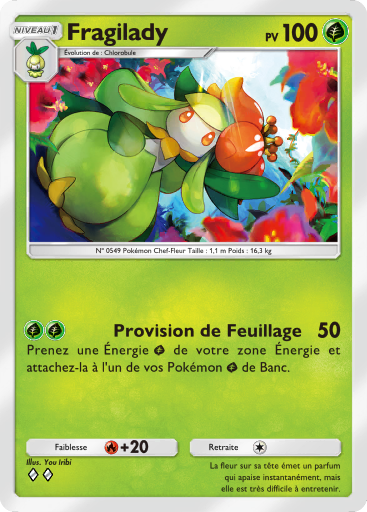 NIVEAU 1
Fragilady
PV 100
Évolution de : Chlorobule
N° 0549 Pokémon Chef-Fleur Taille : 1,1 m Poids : 16,3 kg
Provision de Feuillage 50
Prenez une Énergie de votre zone Énergie et
attachez-la à l'un de vos Pokémon de Banc.
Faiblesse +20
Retraite
Illus. You Iribi
La fleur sur sa tête émet un parfum
qui apaise instantanément, mais
elle est très difficile à entretenir.